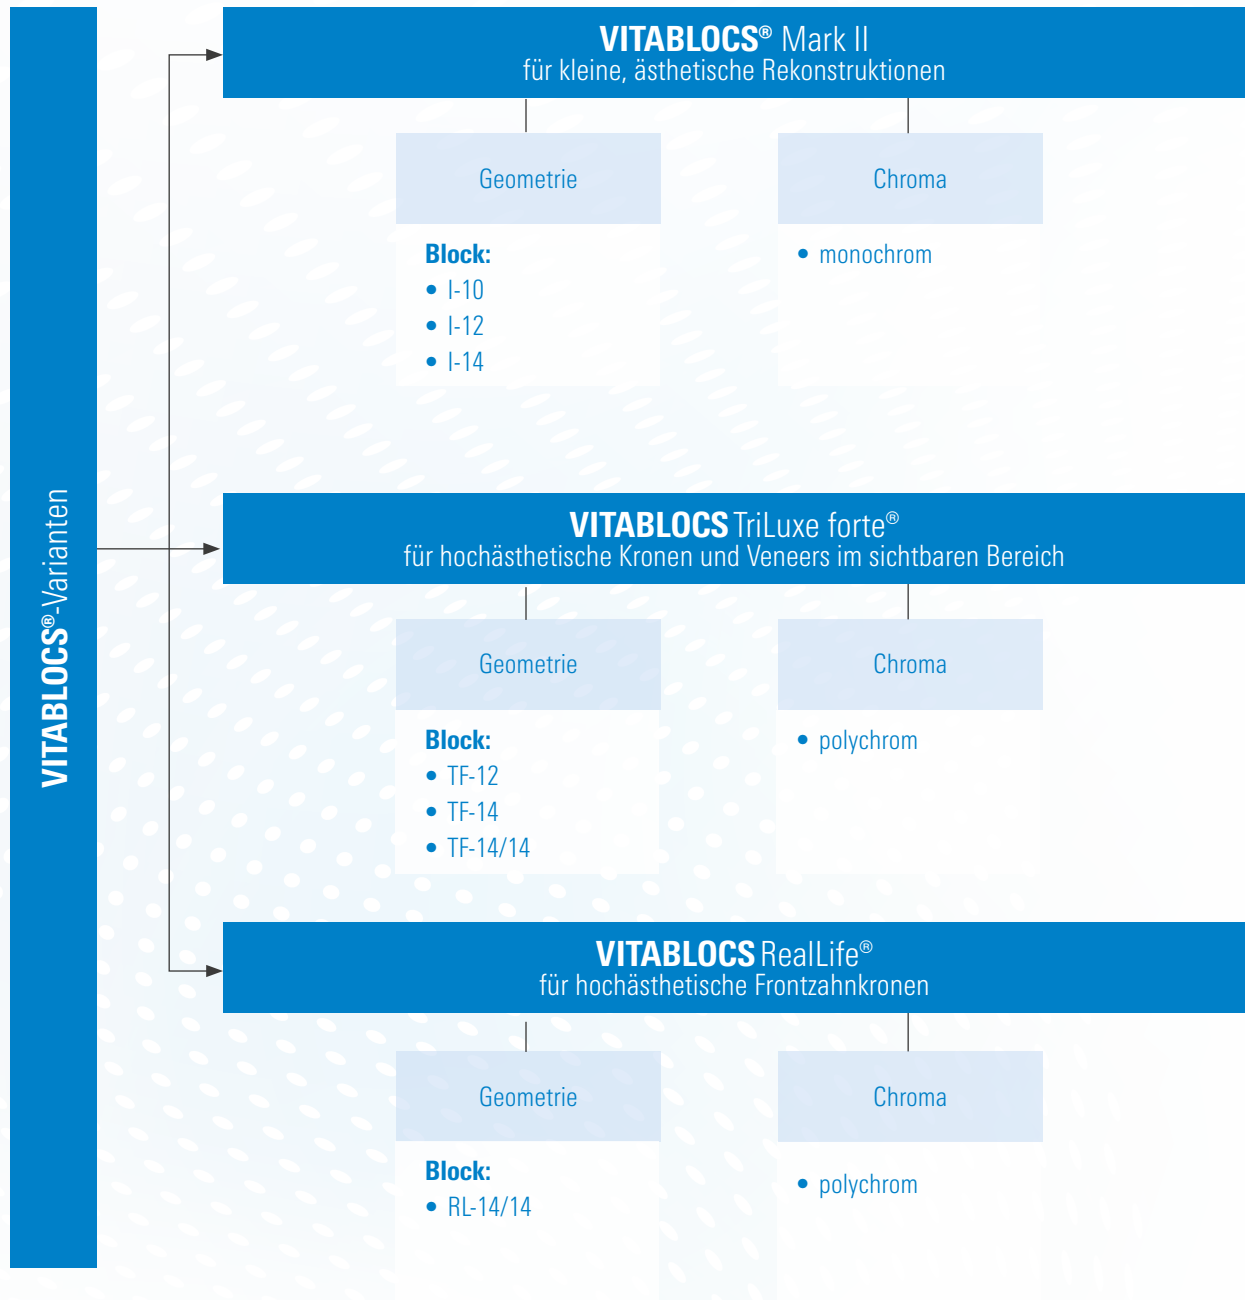 VITABLOCS®-Varianten
VITABLOCS® Mark II
für kleine, ästhetische Rekonstruktionen
Geometrie
Chroma
Block:
• I-10
• I-12
• I-14
• monochrom
VITABLOCS TriLuxe forte®
für hochästhetische Kronen und Veneers im sichtbaren Bereich
Geometrie
Chroma
Block:
• TF-12
• TF-14
• TF-14/14
• polychrom
VITABLOCS RealLife®
für hochästhetische Frontzahnkronen
Geometrie
Chroma
Block:
• RL-14/14
• polychrom